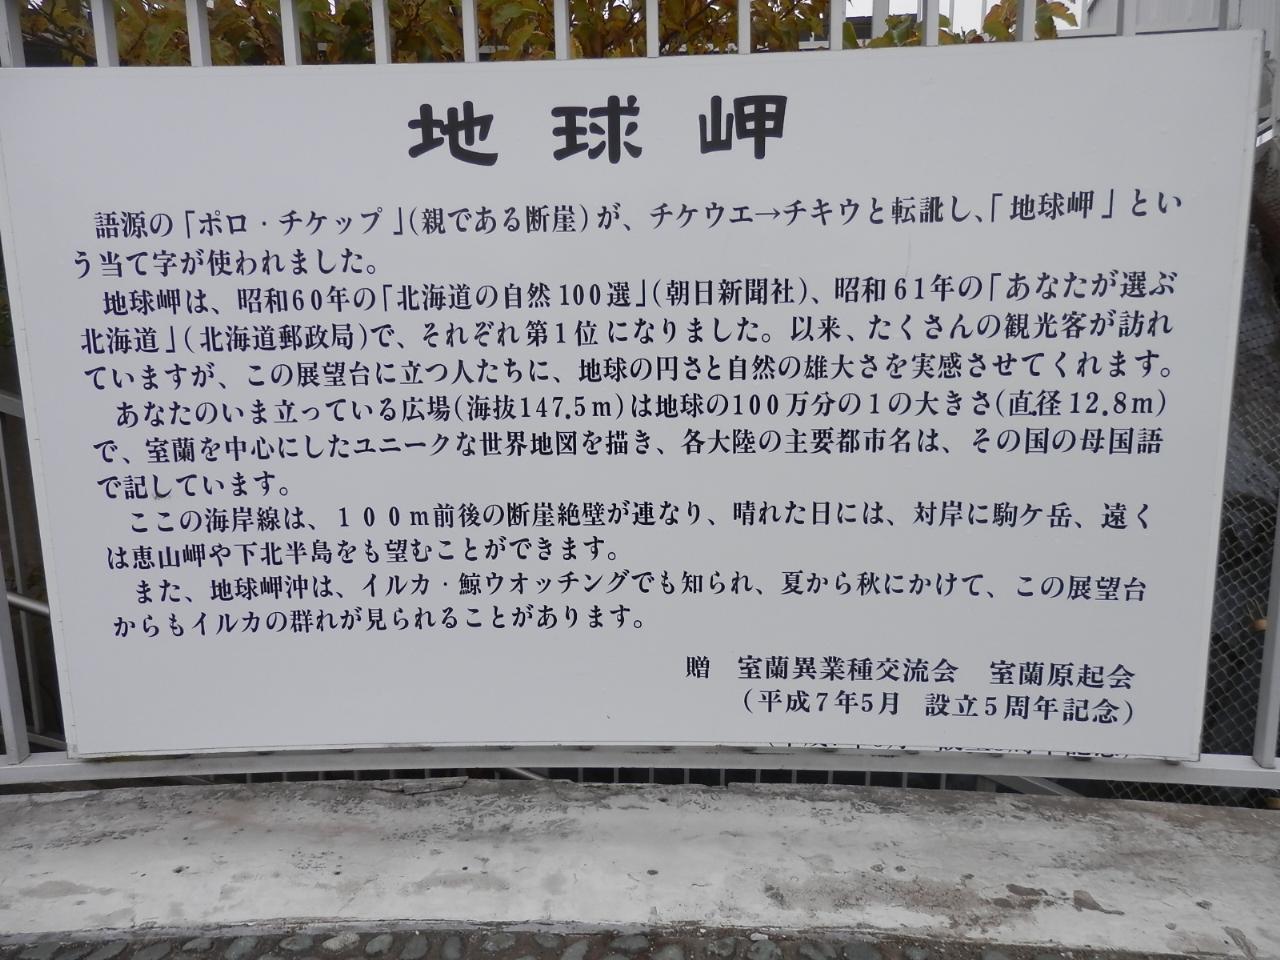 地球岬
語源の「ポロ・チケップ」(親である断崖)が、チケウエ→チキウと転訛し、「地球岬」とい
う当て字が使われました。
地球岬は、昭和60年の「北海道の自然100選」(朝日新聞社)、昭和61年の「あなたが選ぶ
北海道」(北海道郵政局)で、それぞれ第1位になりました。以来、たくさんの観光客が訪れ
ていますが、この展望台に立つ人たちに、地球の円さと自然の雄大さを実感させてくれます。
あなたのいま立っている広場(海抜147.5m)は地球の100万分の1の大きさ(直径12.8m)
で、室蘭を中心にしたユニークな世界地図を描き、各大陸の主要都市名は、その国の母国語
で記しています。
ここの海岸線は、100m前後の断崖絶壁が連なり、晴れた日には、対岸に駒ケ岳、遠く
は恵山岬や下北半島をも望むことができます。
また、地球岬沖は、イルカ・鯨ウオッチングでも知られ、夏から秋にかけて、この展望台
からもイルカの群れが見られることがあります。
贈 室蘭異業種交流会 室蘭原起会
(平成7年5月 設立5周年記念)